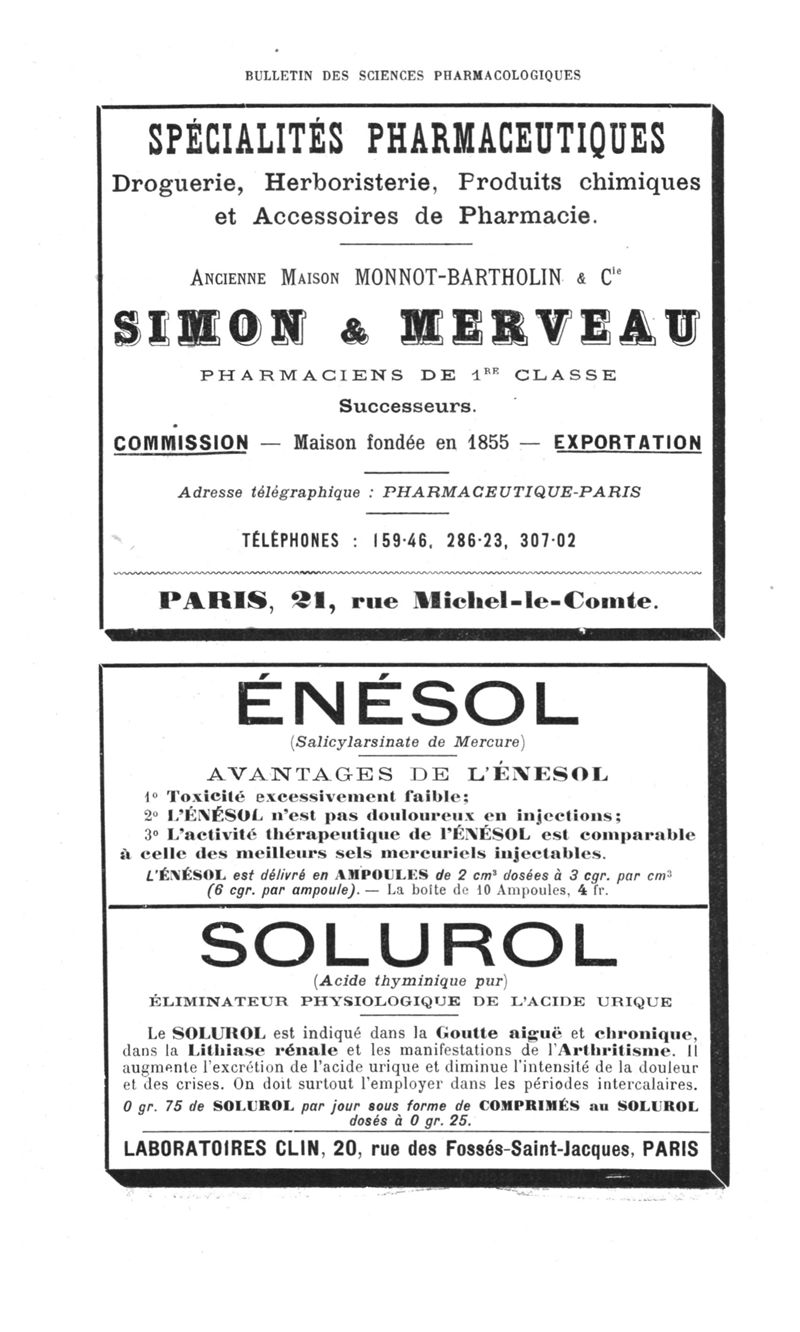 BULLETIN DES SCIENCES PHARMACOLOGIQUES
SPÉCIALITÉS PHARMACEUTIQUES
Droguerie, Herboristerie, Produits chimiques
et Accessoires de Pharmacie.
ANCIENNE MAISON MONNOT-BARTHOLIN & Cie
SIMON & MERVEAU
PHARMACIENS DE 1RE CLASSE
Successeurs.
COMMISSION — Maison fondée en 1855 — EXPORTATION
Adresse télégraphique : PHARMACEUTIQUE-PARIS
TÉLÉPHONES : 159-46, 286-23, 307-02
PARIS, 21, rue Michel-le-Comte.
ÉNÉSOL
(Salicylarsinate de Mercure)
AVANTAGES DE L'ÉNESOL
1° Toxicité excessivement faible;
2° L'ÉNÉSOL n'est pas douloureux en injections;
3° L'activité thérapeutique de l'ÉNÉSOL est comparable
à celle des meilleurs sels mercuriels injectables.
L'ÉNÉSOL est délivré en AMPOULES de 2 cm³ dosées à 3 cgr. par cm³
(6 cgr. par ampoule). — La boîte de 10 Ampoules, 4 fr.
SOLUROL
(Acide thyminique pur)
ÉLIMINATEUR PHYSIOLOGIQUE DE L'ACIDE URIQUE
Le SOLUROL est indiqué dans la Goutte aiguë et chronique,
dans la Lithiase rénale et les manifestations de l'Arthritisme. Il
augmente l'excrétion de l'acide urique et diminue l'intensité de la douleur
et des crises. On doit surtout l'employer dans les périodes intercalaires.
0 gr. 75 de SOLUROL par jour sous forme de COMPRIMÉS au SOLUROL
dosés à 0 gr. 25.
LABORATOIRES CLIN, 20, rue des Fossés-Saint-Jacques, PARIS